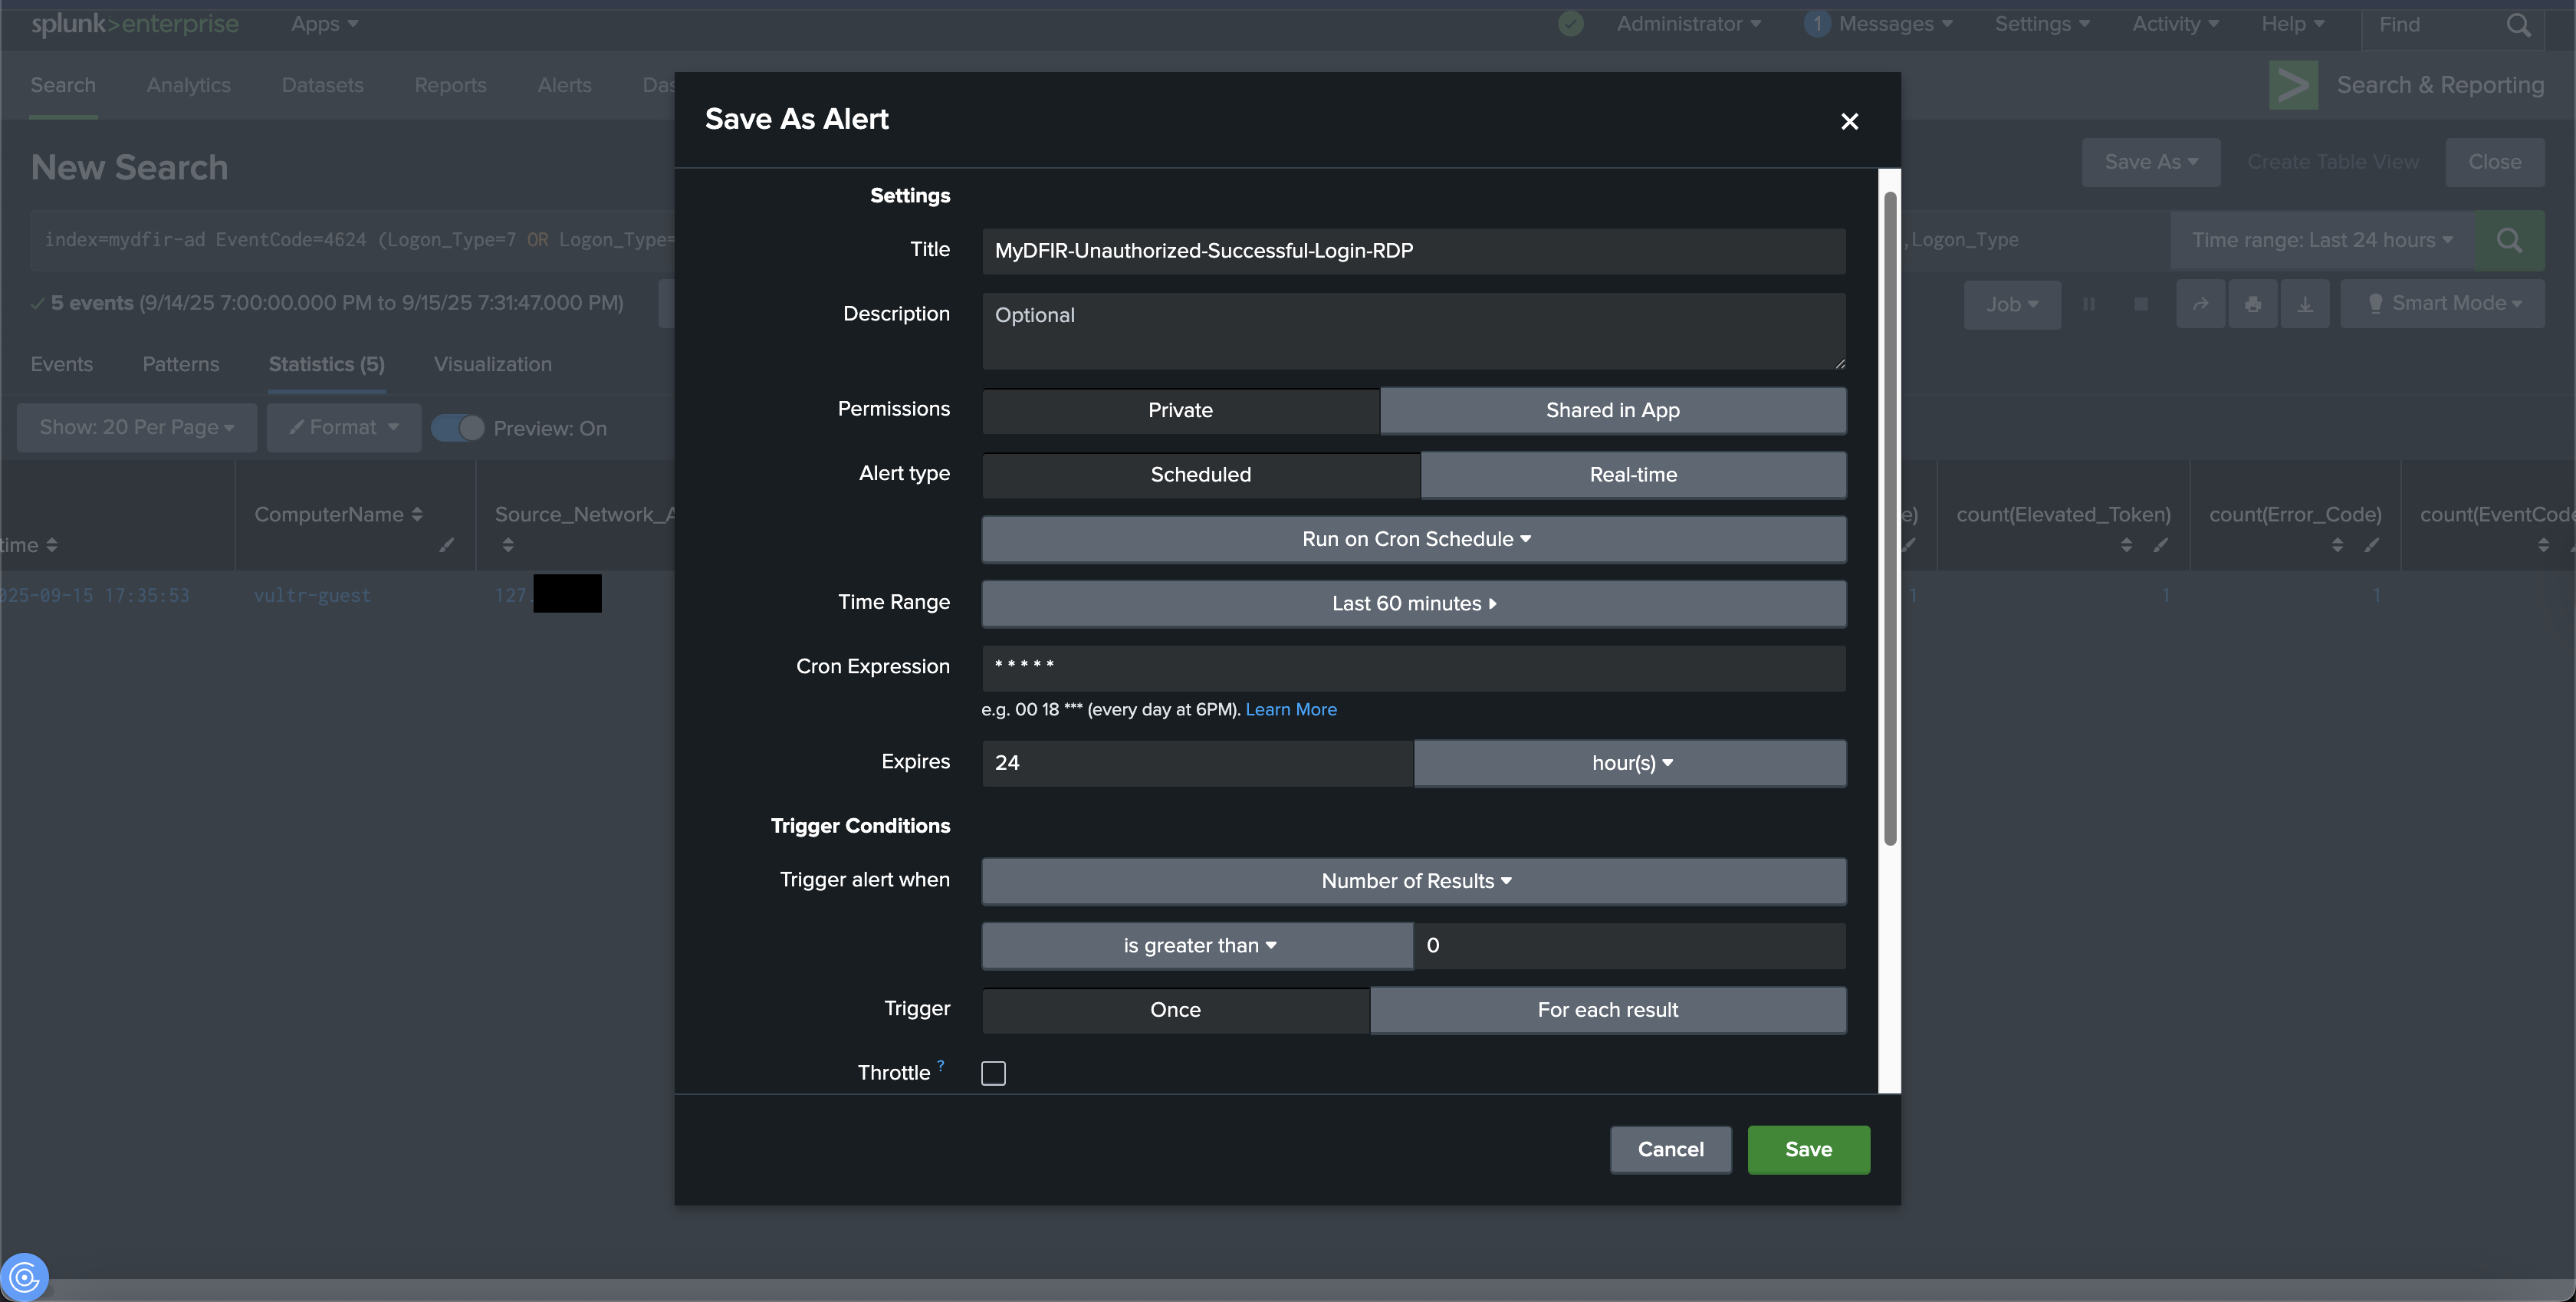 splunk>enterprise Apps Administrator 1 Messages Settings Activity Help Find
Search Analytics Datasets Reports Alerts Search & Reporting
Save As Alert
New Search Save As Create Table View Close
Settings
index=mydfir-ad EventCode=4624 (Logon_Type=7 OR Logon_Type= ,Logon_Type Time range: Last 24 hours
Title MyDFIR-Unauthorized-Successful-Login-RDP
5 events (9/14/25 7:00:00.000 PM to 9/15/25 7:31:47.000 PM) Job Smart Mode
Description Optional
Events Patterns Statistics (5) Visualization
Permissions Private Shared in App
Show: 20 Per Page Format Preview: On
Alert type Scheduled Real-time
Run on Cron Schedule
ComputerName Source_Network_A e) count(Elevated_Token) count(Error_Code) count(EventCode
time
025-09-15 17:35:53 vultr-guest 127. 1 1 1
Time Range Last 60 minutes
Cron Expression * * * * *
e.g. 00 18 *** (every day at 6PM). Learn More
Expires 24 hour(s)
Trigger Conditions
Trigger alert when Number of Results
is greater than 0
Trigger Once For each result
Throttle ?
Cancel Save